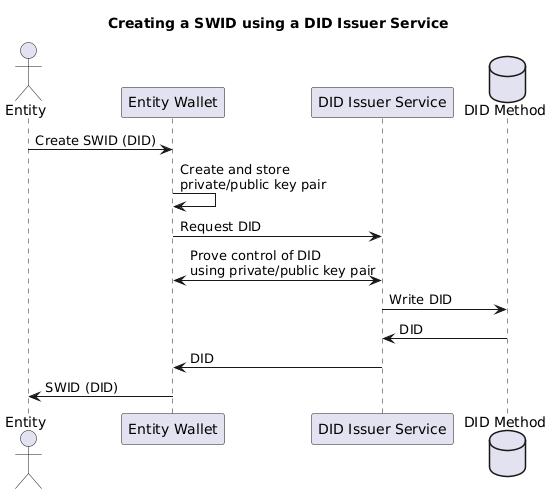 Creating a SWID using a DID Issuer Service
Entity
Entity Wallet
DID Issuer Service
DID Method
Create SWID (DID)
Create and store
private/public key pair
Request DID
Prove control of DID
using private/public key pair
Write DID
DID
DID
SWID (DID)
Entity
Entity Wallet
DID Issuer Service
DID Method